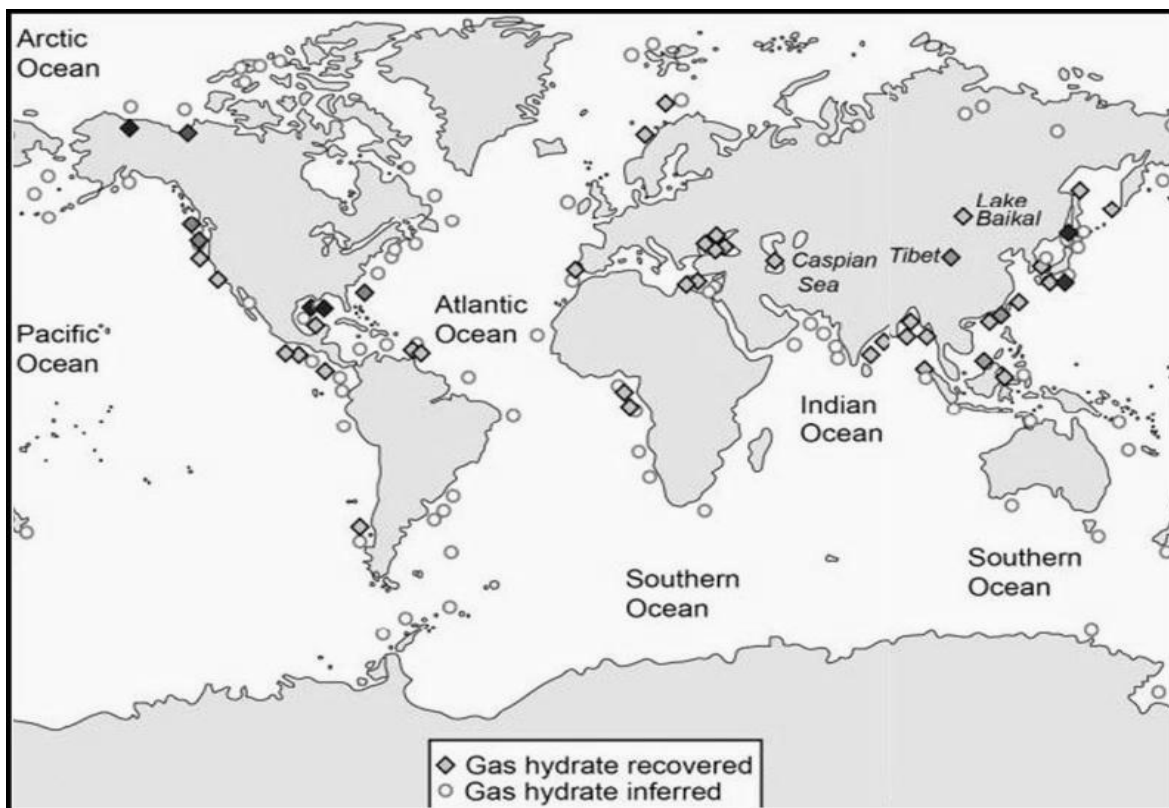 Arctic
Ocean
Lake
Baikal
Tibet
Caspian
Sea
Atlantic
Ocean
Pacific
Ocean
Indian
Ocean
Southern
Ocean
Southern
Ocean
Gas hydrate recovered
Gas hydrate inferred